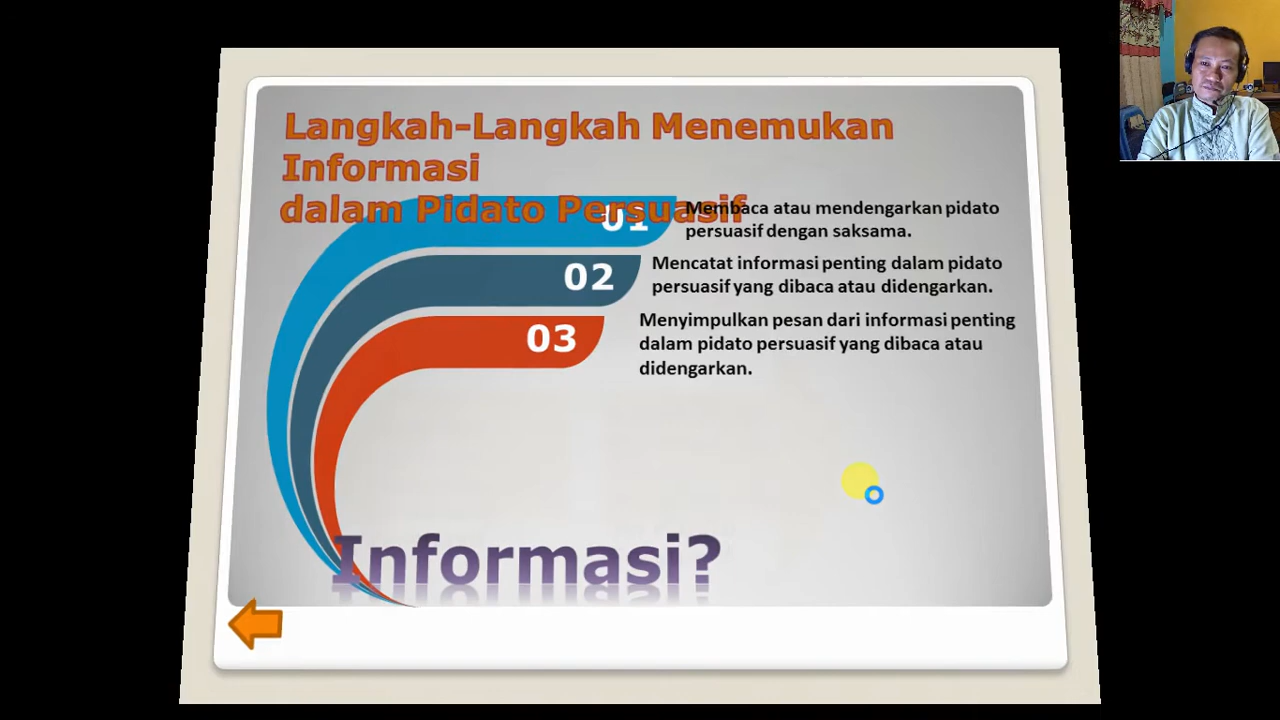 Langkah-Langkah Menemukan
Informasi
dalam Pidato Persuasif
01
Membaca atau mendengarkan pidato
persuasif dengan saksama.
02
Mencatat informasi penting dalam pidato
persuasif yang dibaca atau didengarkan.
03
Menyimpulkan pesan dari informasi penting
dalam pidato persuasif yang dibaca atau
didengarkan.
Informasi?